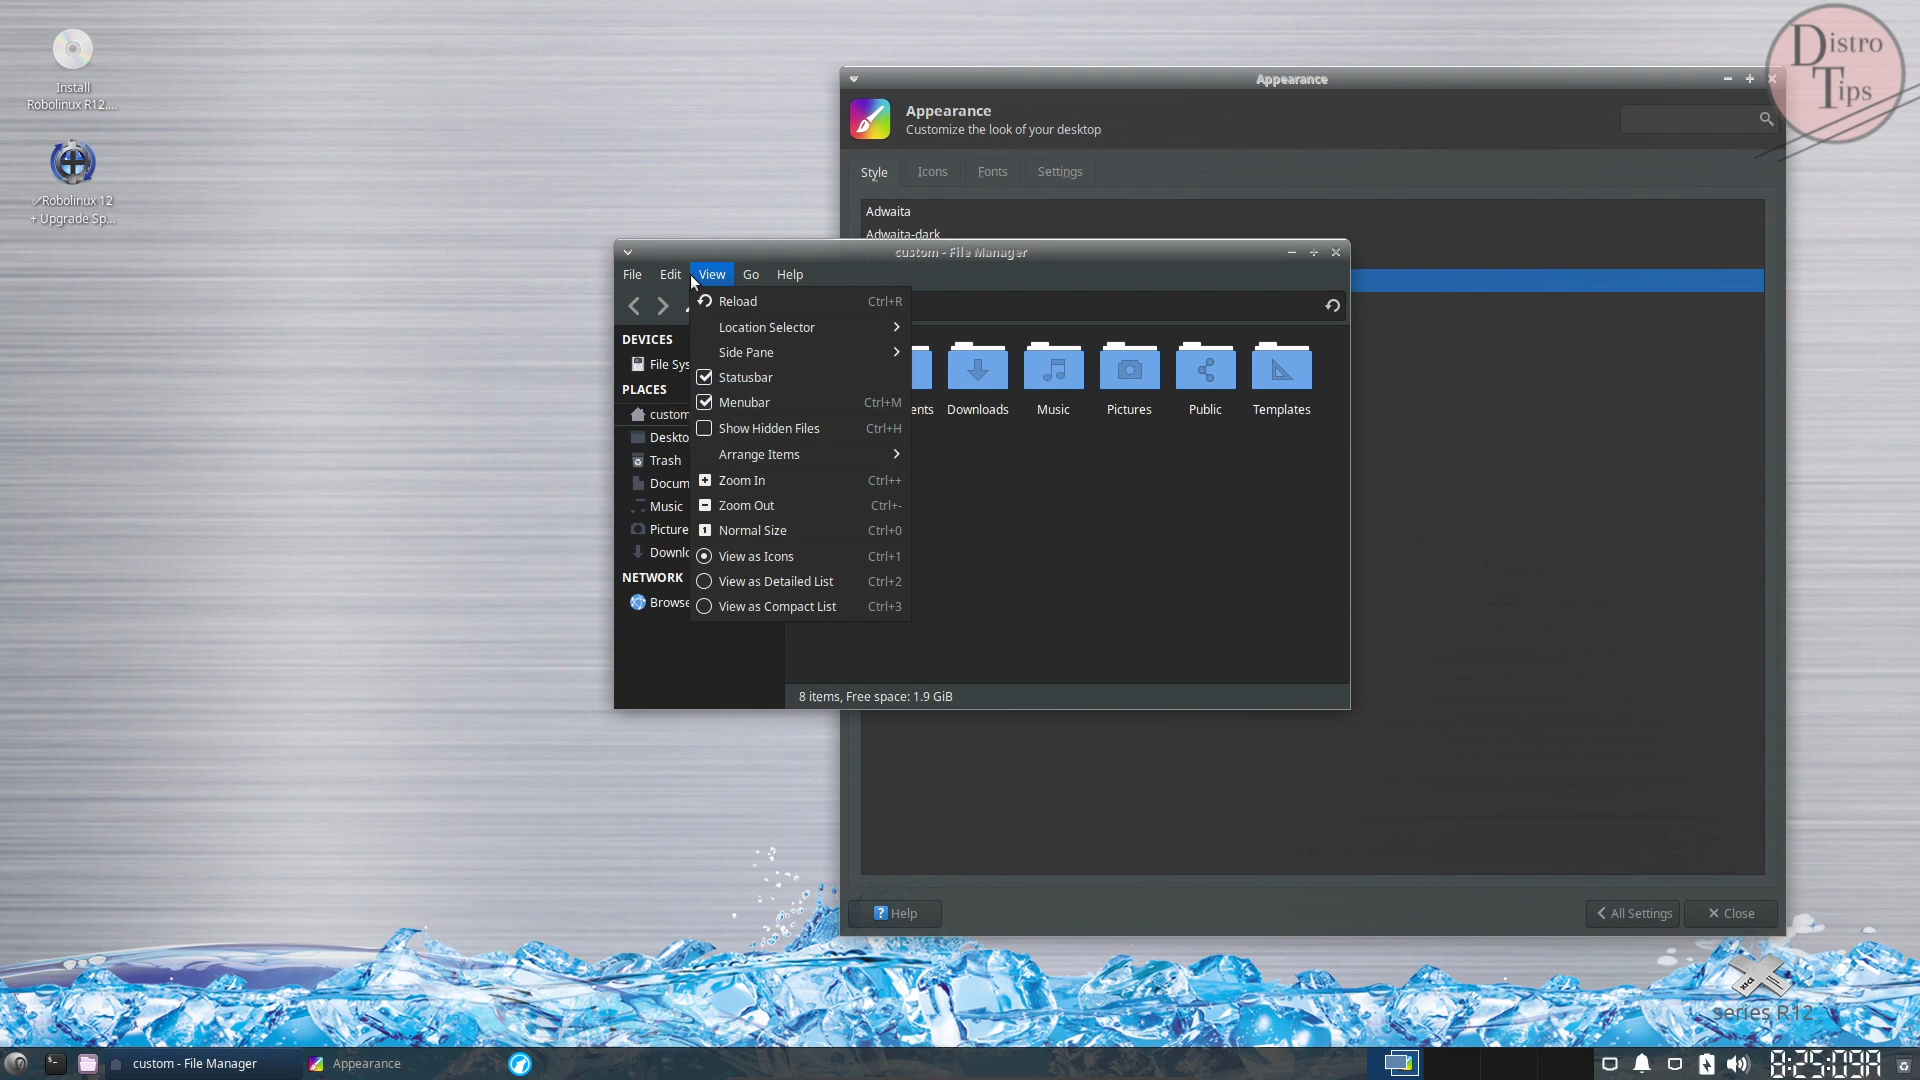 Install
Robolinux R12....
✓Robolinux 12
+ Upgrade Sp...
Distro
Tips
Appearance
Appearance
Customize the look of your desktop
Style
Icons
Fonts
Settings
Adwaita
Adwaita-dark
custom - File Manager
File
Edit
View
Go
Help
Reload Ctrl+R
Location Selector
Side Pane
Statusbar
Menubar Ctrl+M
Show Hidden Files Ctrl+H
Arrange Items
Zoom In Ctrl++
Zoom Out Ctrl+-
Normal Size Ctrl+0
View as Icons Ctrl+1
View as Detailed List Ctrl+2
View as Compact List Ctrl+3
DEVICES
File Sys
PLACES
custom
Deskto
Trash
Docum
Music
Picture
Downlo
NETWORK
Browse
ents
Downloads
Music
Pictures
Public
Templates
8 items, Free space: 1.9 GiB
Help
All Settings
Close
series R12
custom - File Manager
Appearance
8:25:09A